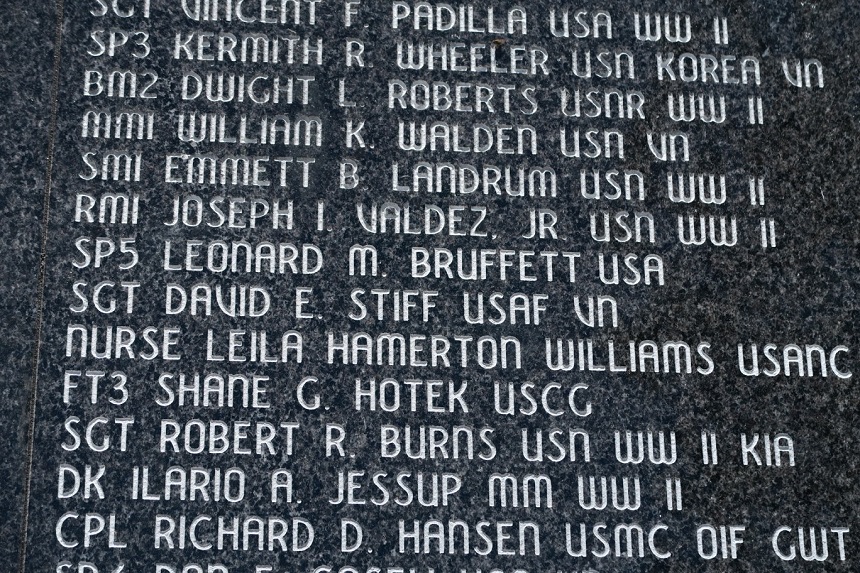 SGT VINCENT F PADILLA USA WW II
SP3 KERMITH R. WHEELER USN KOREA VN
BM2 DWIGHT L. ROBERTS USNR WW II
MM1 WILLIAM K. WALDEN USN VN
SM1 EMMETT B. LANDRUM USN WW II
RM1 JOSEPH I. VALDEZ, JR. USN WW II
SP5 LEONARD M. BRUFFETT USA
SGT DAVID E. STIFF USAF VN
NURSE LEILA HAMERTON WILLIAMS USANC
FT3 SHANE G. HOTEK USCG
SGT ROBERT R. BURNS USN WW II KIA
DK ILARIO A. JESSUP MM WW II
CPL RICHARD D. HANSEN USMC OIF GWT